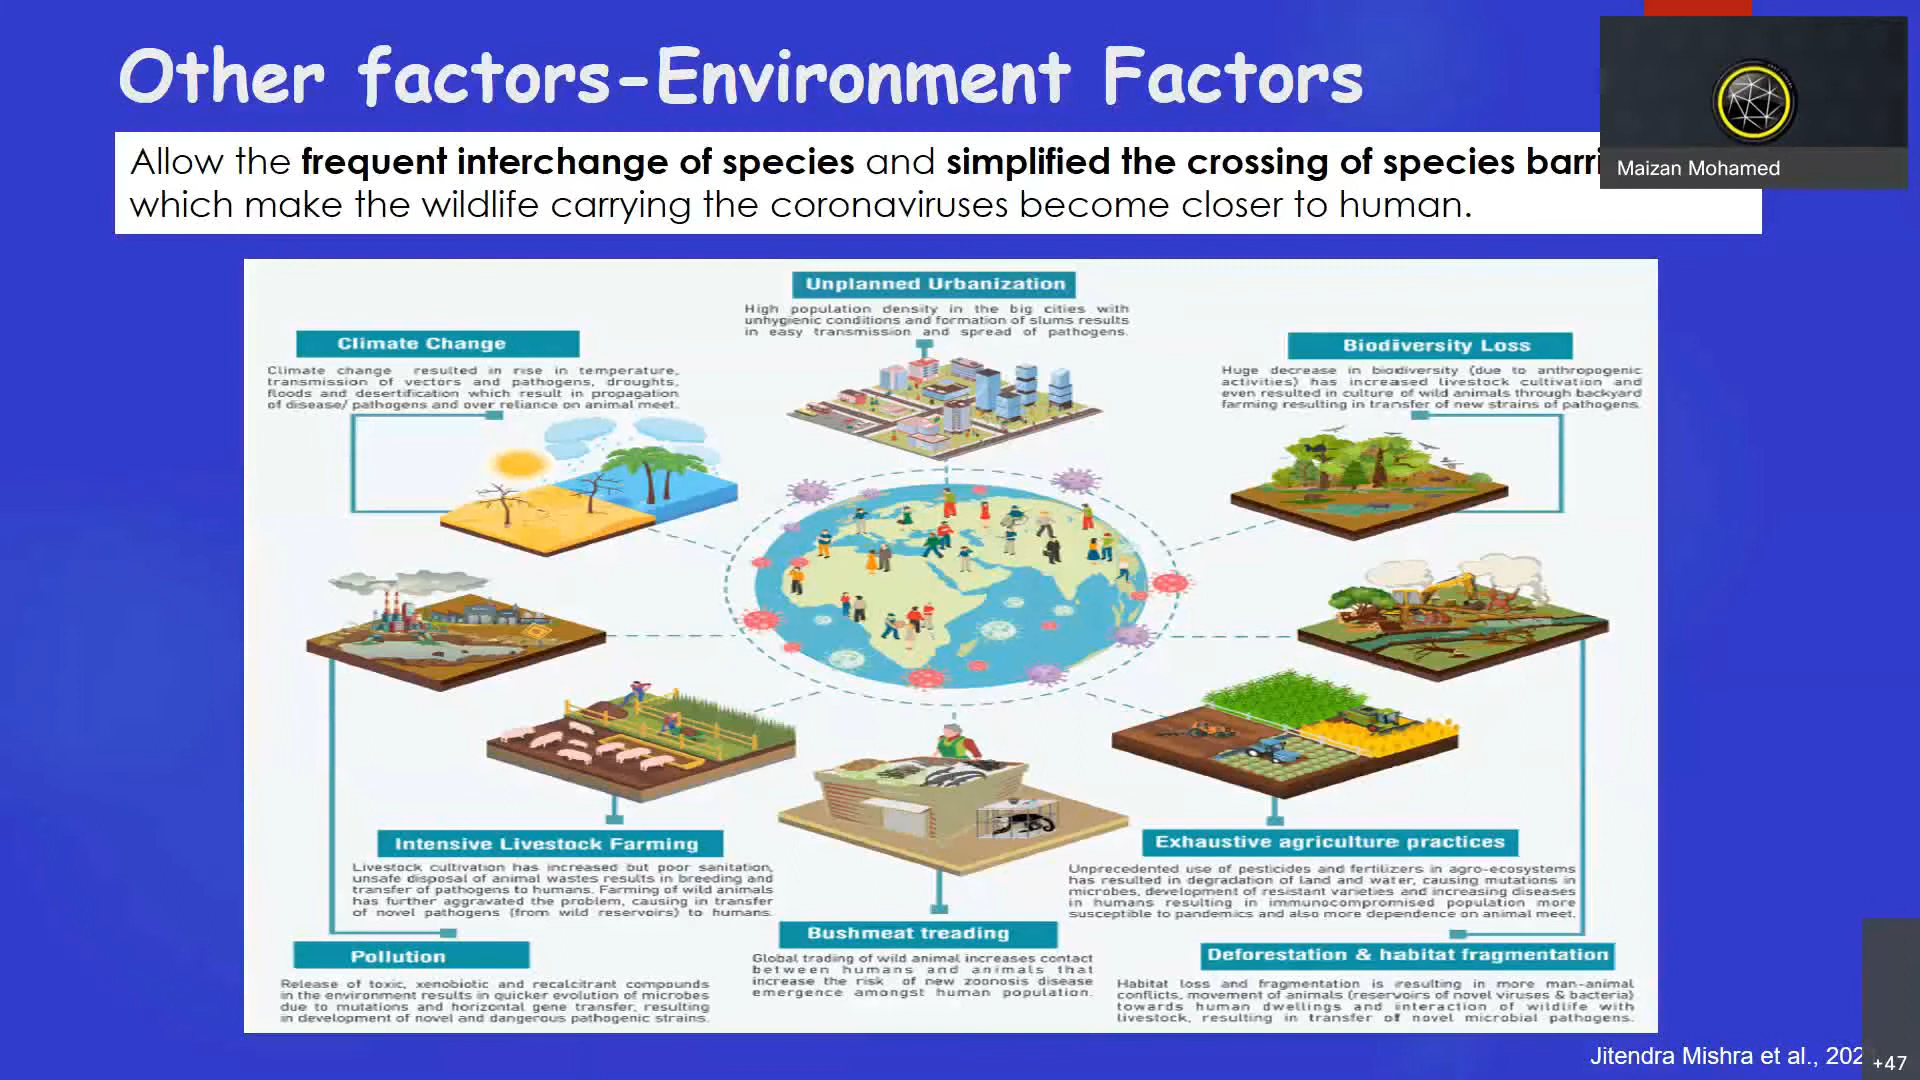 Other factors-Environment Factors
Allow the frequent interchange of species and simplified the crossing of species barri
which make the wildlife carrying the coronaviruses become closer to human.
Maizan Mohamed
Unplanned Urbanization
High population density in the big cities with
unhygienic conditions and formation of slums results
in easy transmission and spread of pathogens.
Climate Change
Climate change resulted in rise in temperature,
transmission of vectors and pathogens, droughts,
floods and desertification which result in propagation
of disease/ pathogens and over reliance on animal meet.
Biodiversity Loss
Huge decrease in biodiversity (due to anthropogenic
activities) has increased livestock cultivation and
even resulted in culture of wild animals through backyard
farming resulting in transfer of new strains of pathogens.
Intensive Livestock Farming
Livestock cultivation has increased but poor sanitation,
unsafe disposal of animal wastes results in breeding and
transfer of pathogens to humans. Farming of wild animals
has further aggravated the problem, causing in transfer
of novel pathogens (from wild reservoirs) to humans.
Exhaustive agriculture practices
Unprecedented use of pesticides and fertilizers in agro-ecosystems
has resulted in degradation of land and water, causing mutations in
microbes, development of resistant varieties and increasing diseases
in humans resulting in immunocompromised population more
susceptible to pandemics and also more dependence on animal meet.
Pollution
Release of toxic, xenobiotic and recalcitrant compounds
in the environment results in quicker evolution of microbes
due to mutations and horizontal gene transfer, resulting
in development of novel and dangerous pathogenic strains.
Bushmeat treading
Global trading of wild animal increases contact
between humans and animals that
increase the risk of new zoonosis disease
emergence amongst human population.
Deforestation & habitat fragmentation
Habitat loss and fragmentation is resulting in more man-animal
conflicts, movement of animals (reservoirs of novel viruses & bacteria)
towards human dwellings and interaction of wildlife with
livestock, resulting in transfer of novel microbial pathogens.
Jitendra Mishra et al., 202
+47